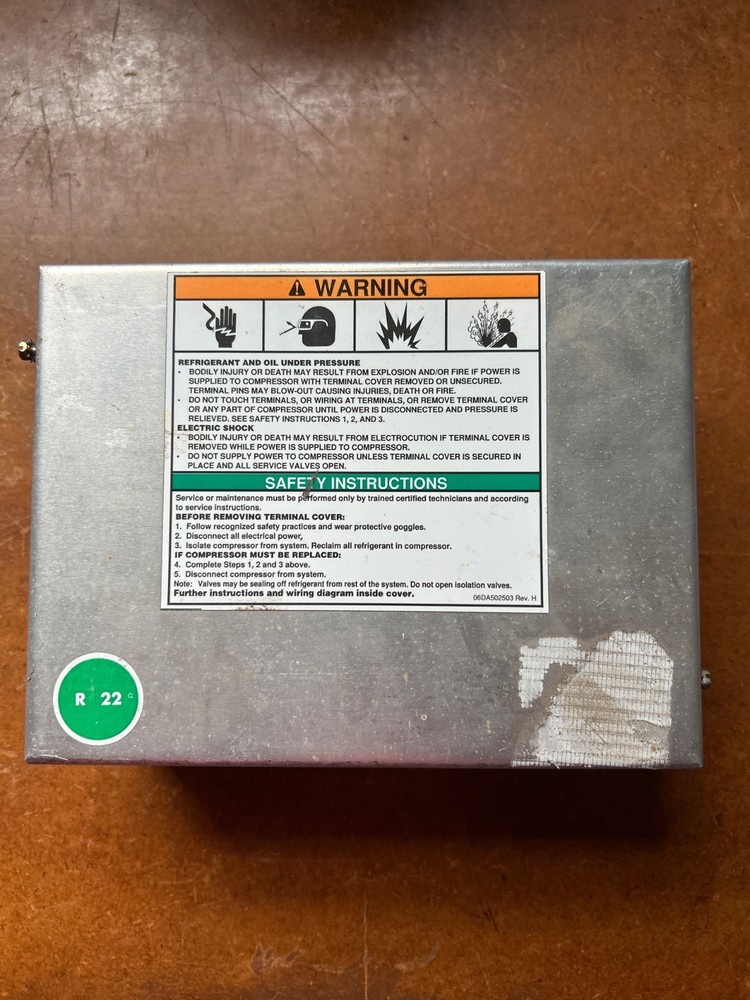 WARNING
REFRIGERANT AND OIL UNDER PRESSURE
• BODILY INJURY OR DEATH MAY RESULT FROM EXPLOSION AND/OR FIRE IF POWER IS
SUPPLIED TO COMPRESSOR WITH TERMINAL COVER REMOVED OR UNSECURED.
TERMINAL PINS MAY BLOW-OUT CAUSING INJURIES, DEATH OR FIRE.
• DO NOT TOUCH TERMINALS, OR WIRING AT TERMINALS, OR REMOVE TERMINAL COVER
OR ANY PART OF COMPRESSOR UNTIL POWER IS DISCONNECTED AND PRESSURE IS
RELIEVED. SEE SAFETY INSTRUCTIONS 1, 2, AND 3.
ELECTRIC SHOCK
• BODILY INJURY OR DEATH MAY RESULT FROM ELECTROCUTION IF TERMINAL COVER IS
REMOVED WHILE POWER IS SUPPLIED TO COMPRESSOR.
• DO NOT SUPPLY POWER TO COMPRESSOR UNLESS TERMINAL COVER IS SECURED IN
PLACE AND ALL SERVICE VALVES OPEN.
SAFETY INSTRUCTIONS
Service or maintenance must be performed only by trained certified technicians and according
to service instructions.
BEFORE REMOVING TERMINAL COVER:
1. Follow recognized safety practices and wear protective goggles.
2. Disconnect all electrical power,
3. Isolate compressor from system. Reclaim all refrigerant in compressor.
IF COMPRESSOR MUST BE REPLACED:
4. Complete Steps 1, 2 and 3 above.
5. Disconnect compressor from system.
Note: Valves may be sealing off refrigerant from rest of the system. Do not open isolation valves.
Further instructions and wiring diagram inside cover.
06DA502503 Rev. H
R 22